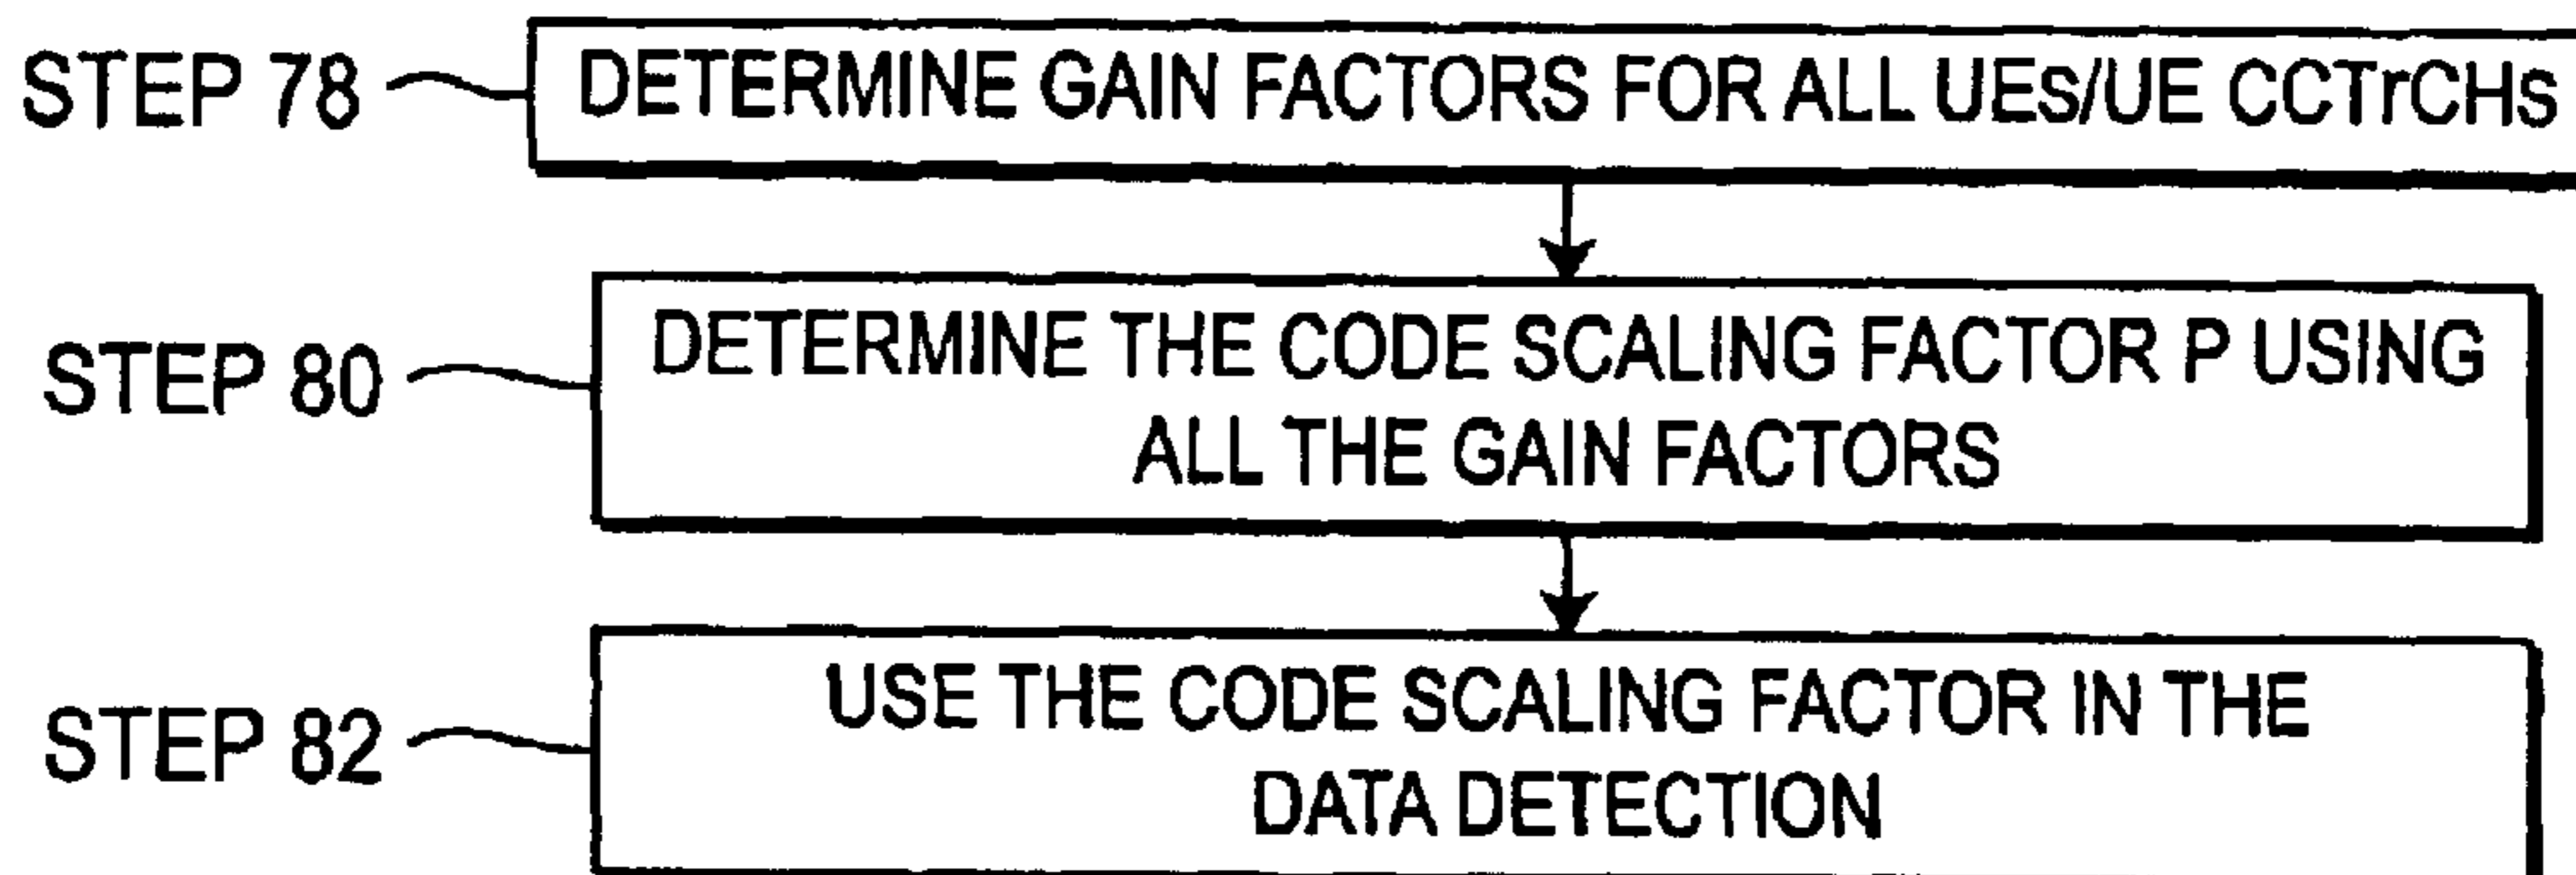 STEP 78
DETERMINE GAIN FACTORS FOR ALL UEs/UE CCTrCHs
STEP 80
DETERMINE THE CODE SCALING FACTOR P USING
ALL THE GAIN FACTORS
STEP 82
USE THE CODE SCALING FACTOR IN THE
DATA DETECTION